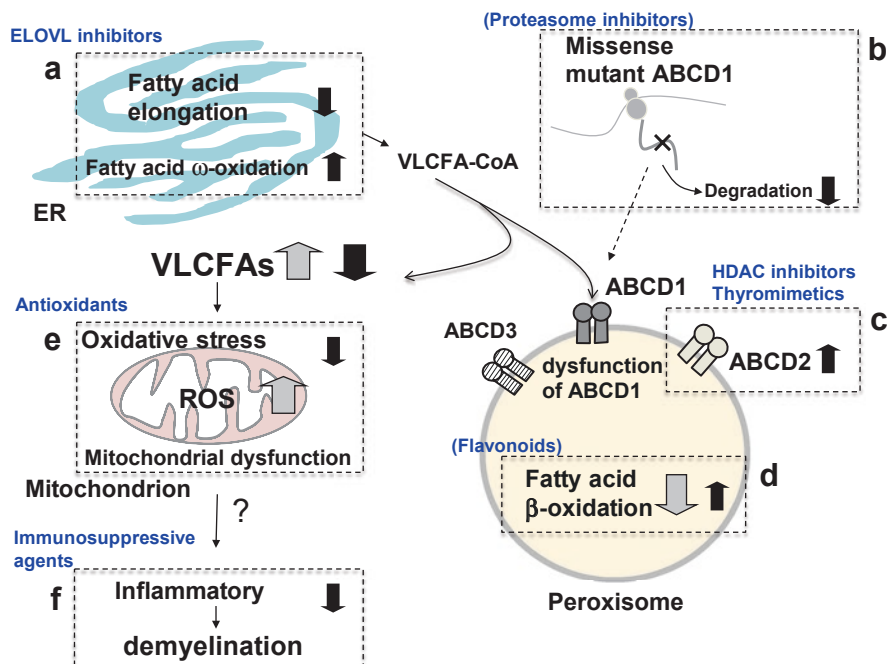 ELOVL inhibitors
a
Fatty acid
elongation
Fatty acid ω-oxidation
ER
VLCFA-CoA
(Proteasome inhibitors)
b
Missense
mutant ABCD1
Degradation
VLCFAs
ABCD1
HDAC inhibitors
Thyromimetics
c
ABCD3
ABCD2
dysfunction
of ABCD1
Antioxidants
e
Oxidative stress
ROS
Mitochondrial dysfunction
Mitochondrion
(Flavonoids)
d
Fatty acid
β-oxidation
Peroxisome
?
Immunosuppressive
agents
f
Inflammatory
demyelination